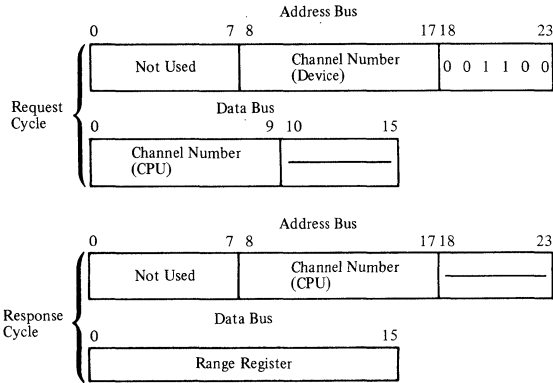 Address Bus
0 7 8 17 18 23
Not Used Channel Number (Device) 0 0 1 1 0 0
Request Cycle
Data Bus
0 9 10 15
Channel Number (CPU)
Address Bus
0 7 8 17 18 23
Not Used Channel Number (CPU)
Response Cycle
Data Bus
0 15
Range Register